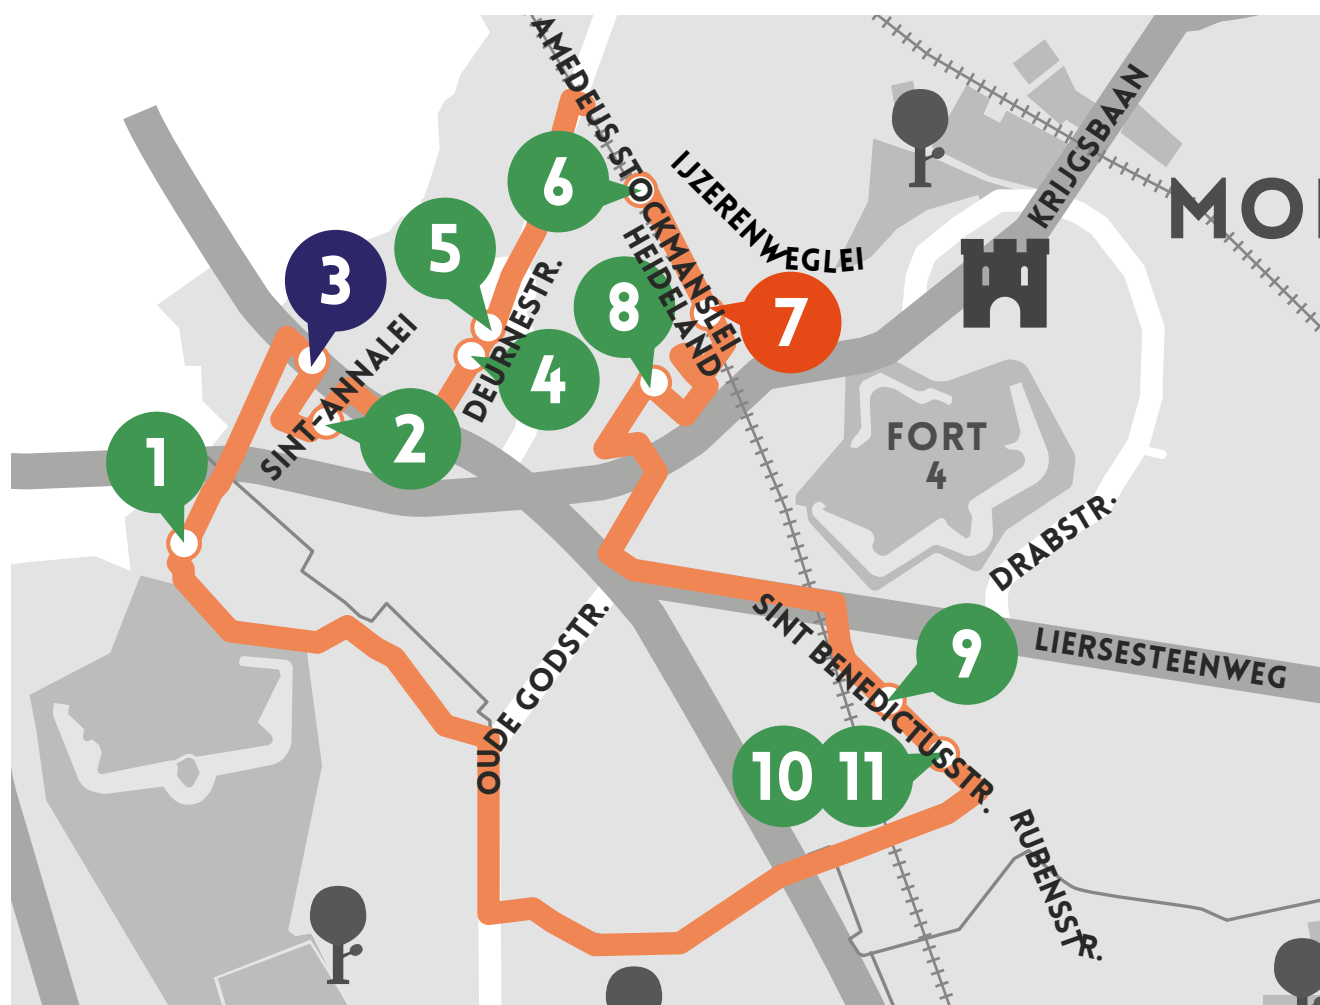 AMEDEUS STOCKMANSLEI
IJZERENWEGLEI
KRIJGSBAAN
MO
6
5
3
HEIDELAND
8
7
DEURNESTR.
SINT-ANNALEI
4
2
1
FORT
4
DRABSTR.
SINT BENEDICTUSSTR.
9
LIERSESTEENWEG
OUDE GODSTR.
10
11
RUBENSSTR.